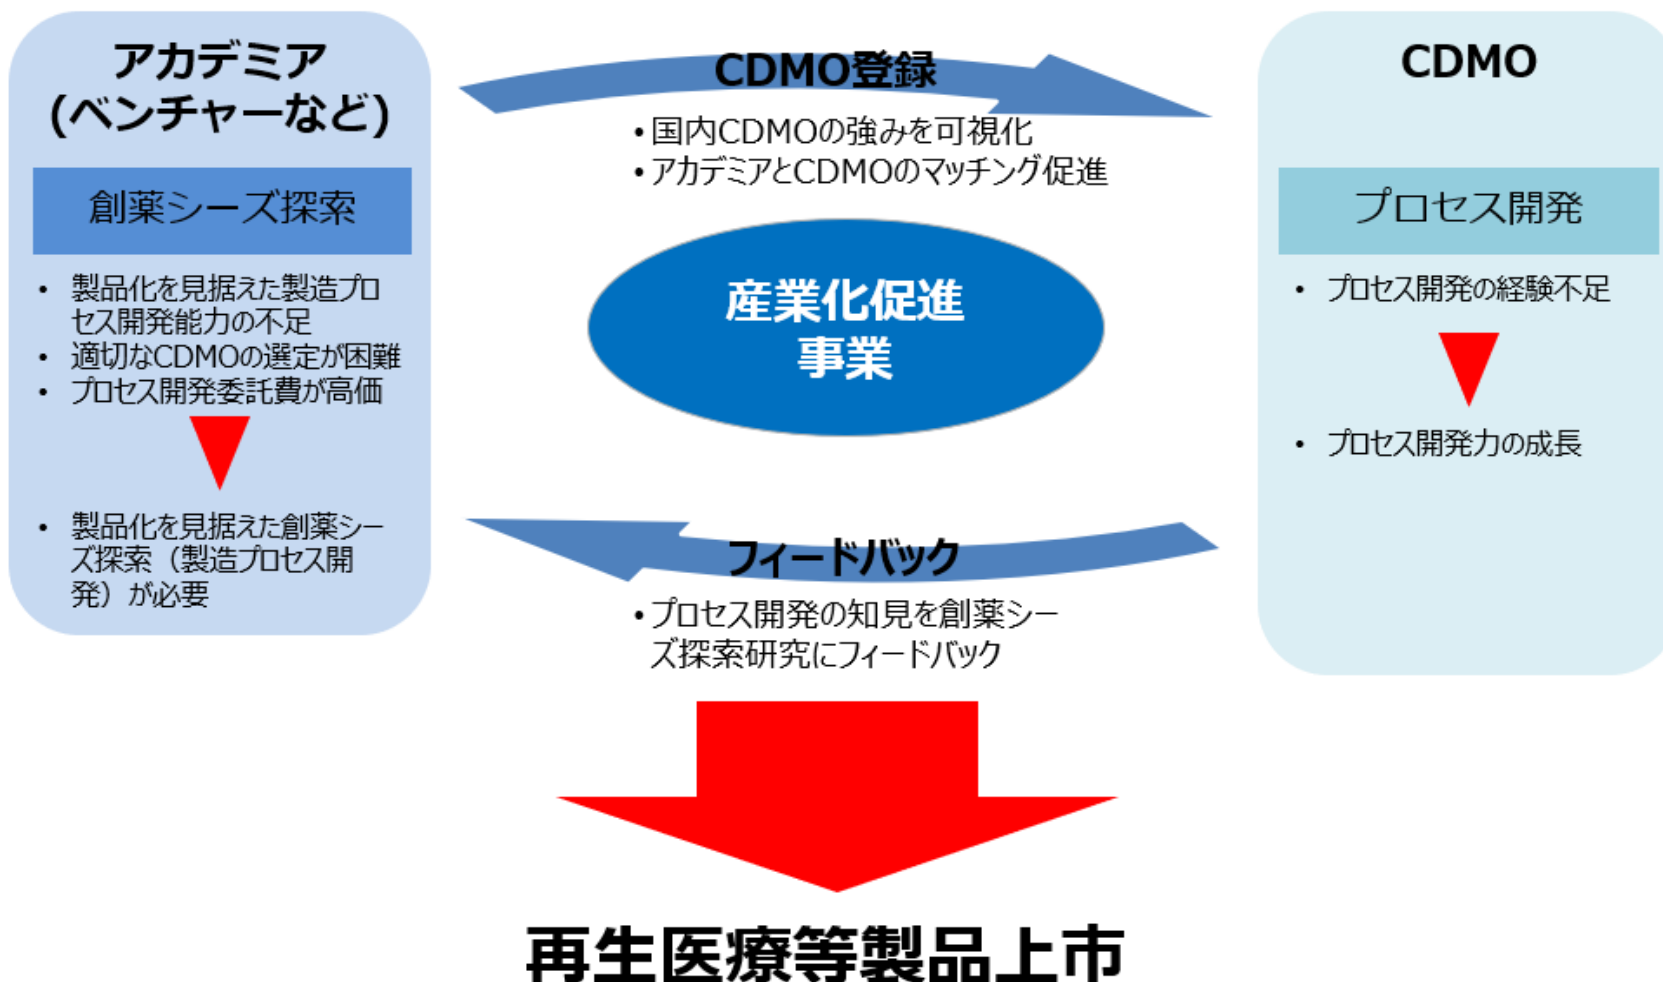 アカデミア
(ベンチャーなど)
創薬シーズ探索
• 製品化を見据えた製造プロ
セス開発能力の不足
• 適切なCDMOの選定が困難
• プロセス開発委託費が高価
• 製品化を見据えた創薬シー
ズ探索（製造プロセス開
発）が必要
CDMO登録
•国内CDMOの強みを可視化
•アカデミアとCDMOのマッチング促進
産業化促進
事業
フィードバック
•プロセス開発の知見を創薬シー
ズ探索研究にフィードバック
CDMO
プロセス開発
• プロセス開発の経験不足
• プロセス開発力の成長
再生医療等製品上市